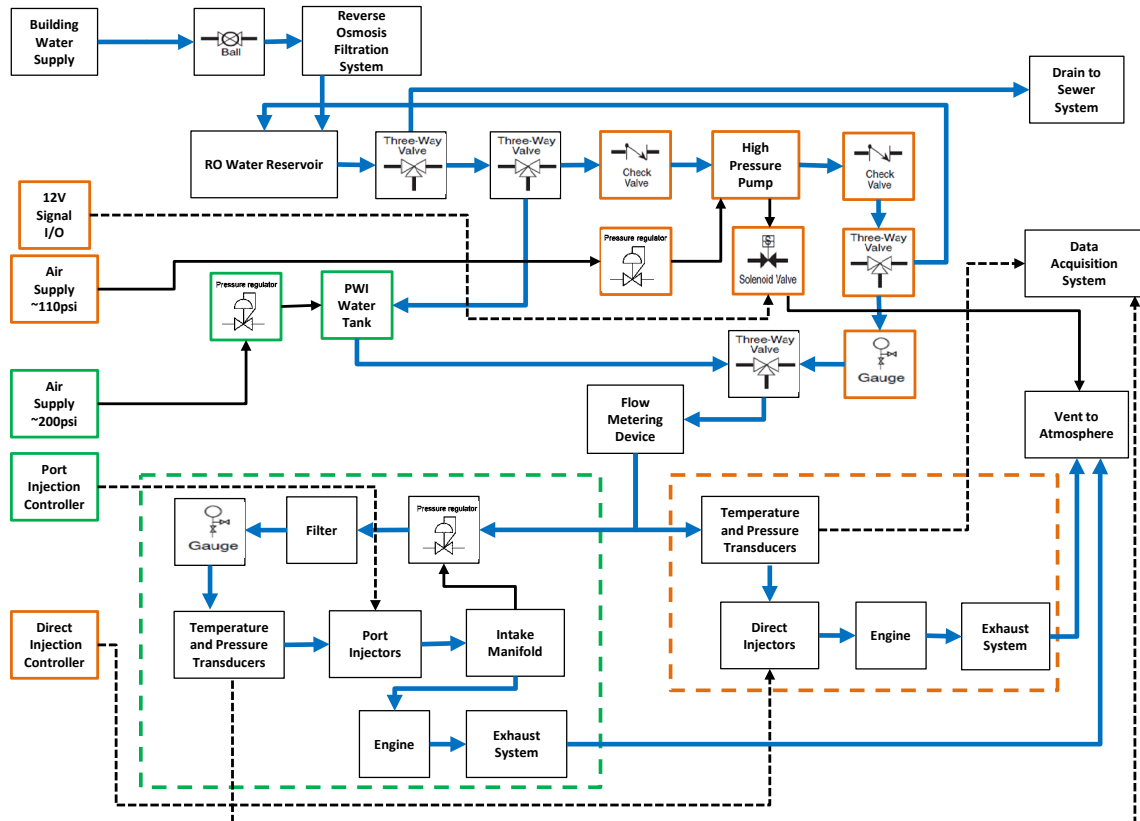 Building
Water
Supply
Ball
Reverse
Osmosis
Filtration
System
Drain to
Sewer
System
RO Water Reservoir
Three-Way
Valve
Three-Way
Valve
Check
Valve
High
Pressure
Pump
Check
Valve
12V
Signal
I/O
Air
Supply
~110psi
Pressure regulator
PWI
Water
Tank
Pressure regulator
S
Solenoid Valve
Three-Way
Valve
Data
Acquisition
System
Three-Way
Valve
Gauge
Air
Supply
~200psi
Flow
Metering
Device
Vent to
Atmosphere
Port
Injection
Controller
Gauge
Filter
Pressure regulator
Temperature
and Pressure
Transducers
Direct
Injection
Controller
Temperature
and Pressure
Transducers
Port
Injectors
Intake
Manifold
Direct
Injectors
Engine
Exhaust
System
Engine
Exhaust
System